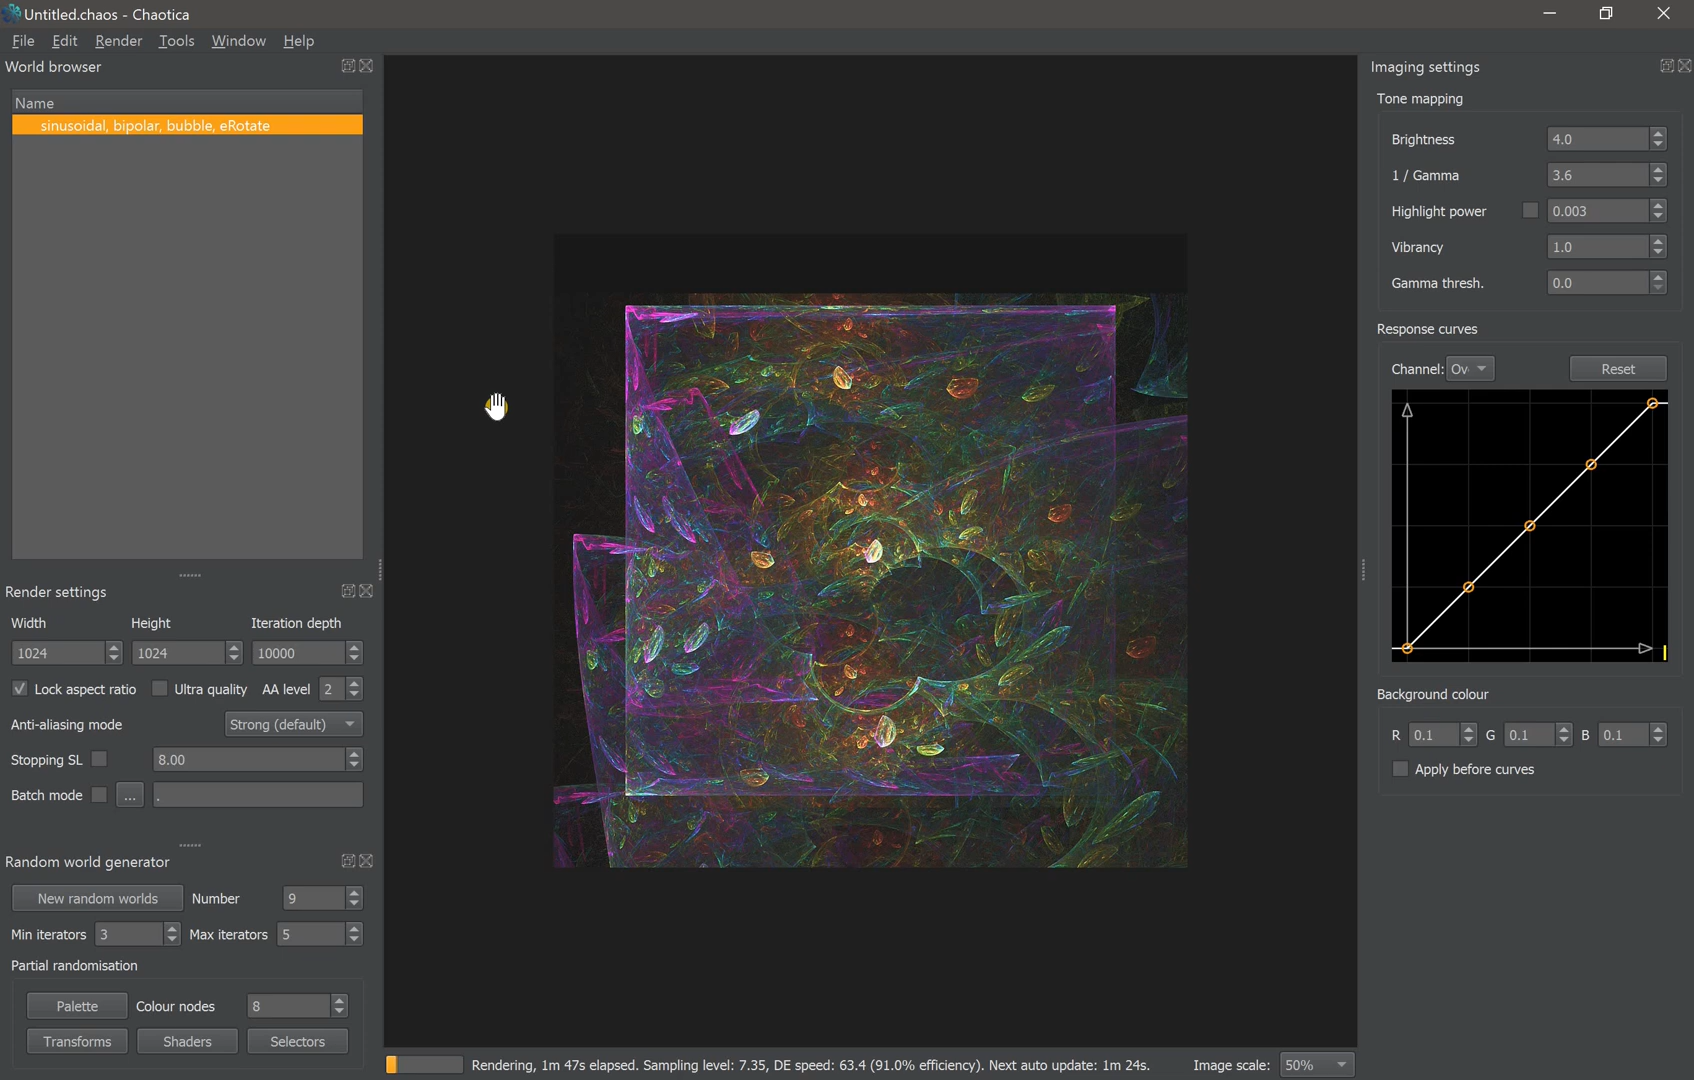 Untitled.chaos - Chaotica
File Edit Render Tools Window Help
World browser
Name
sinusoidal, bipolar, bubble, eRotate
Render settings
Width Height Iteration depth
1024 1024 10000
Lock aspect ratio Ultra quality AA level 2
Anti-aliasing mode Strong (default)
Stopping SL 8.00
Batch mode ... .
Random world generator
New random worlds Number 9
Min iterators 3 Max iterators 5
Partial randomisation
Palette Colour nodes 8
Transforms Shaders Selectors
Rendering, 1m 47s elapsed. Sampling level: 7.35, DE speed: 63.4 (91.0% efficiency). Next auto update: 1m 24s. Image scale: 50%
Imaging settings
Tone mapping
Brightness 4.0
1 / Gamma 3.6
Highlight power 0.003
Vibrancy 1.0
Gamma thresh. 0.0
Response curves
Channel: Ov Reset
Background colour
R 0.1 G 0.1 B 0.1
Apply before curves